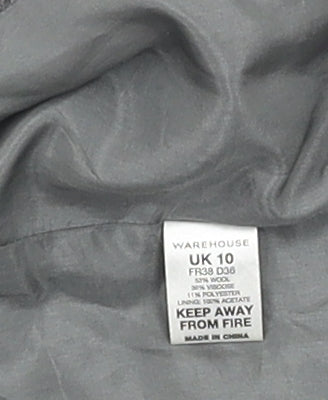 WAREHOUSE
UK 10
FR38 D36
53% WOOL
36% VISCOSE
11% POLYESTER
LINING: 100% ACETATE
KEEP AWAY
FROM FIRE
MADE IN CHINA